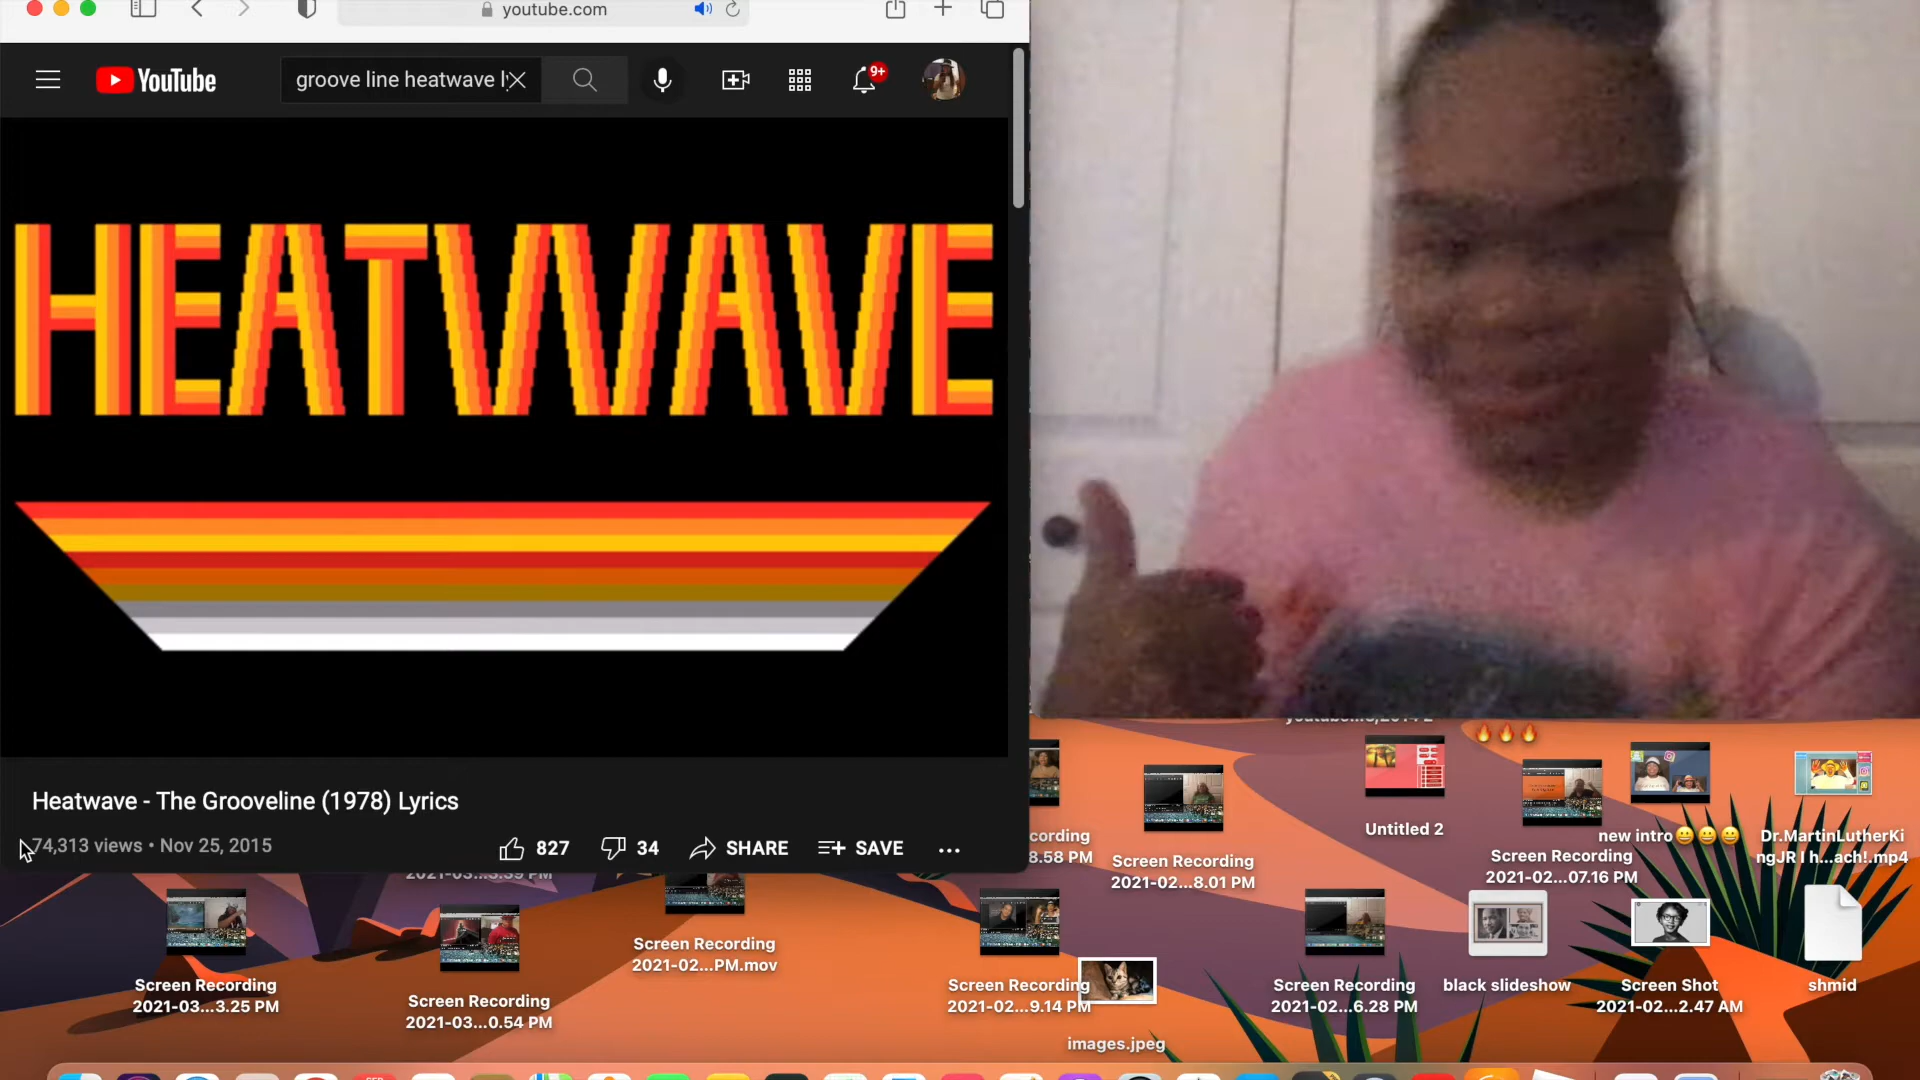 youtube.com
YouTube
groove line heatwave
9+
HEATWAVE
Heatwave - The Grooveline (1978) Lyrics
74,313 views • Nov 25, 2015
827
34
SHARE
SAVE
cording
8.58 PM
Screen Recording
2021-02...8.01 PM
Untitled 2
Screen Recording
2021-02...07.16 PM
new intro😀😀😀
Dr.MartinLutherKi
ngJR I h...ach!.mp4
Screen Recording
2021-03...3.25 PM
Screen Recording
2021-03...0.54 PM
Screen Recording
2021-02...PM.mov
Screen Recording
2021-02...9.14 PM
images.jpeg
Screen Recording
2021-02...6.28 PM
black slideshow
Screen Shot
2021-02...2.47 AM
shmid